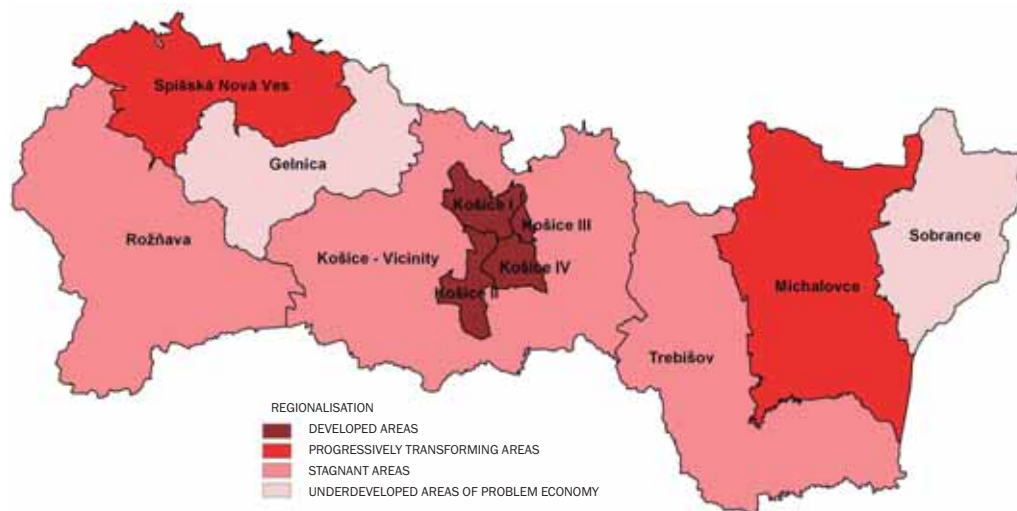 Spišská Nová Ves
Gelnica
Rožňava
Košice - Vicinity
Košice I
Košice III
Košice IV
Košice II
Trebišov
Michalovce
Sobrance
REGIONALISATION
DEVELOPED AREAS
PROGRESSIVELY TRANSFORMING AREAS
STAGNANT AREAS
UNDERDEVELOPED AREAS OF PROBLEM ECONOMY